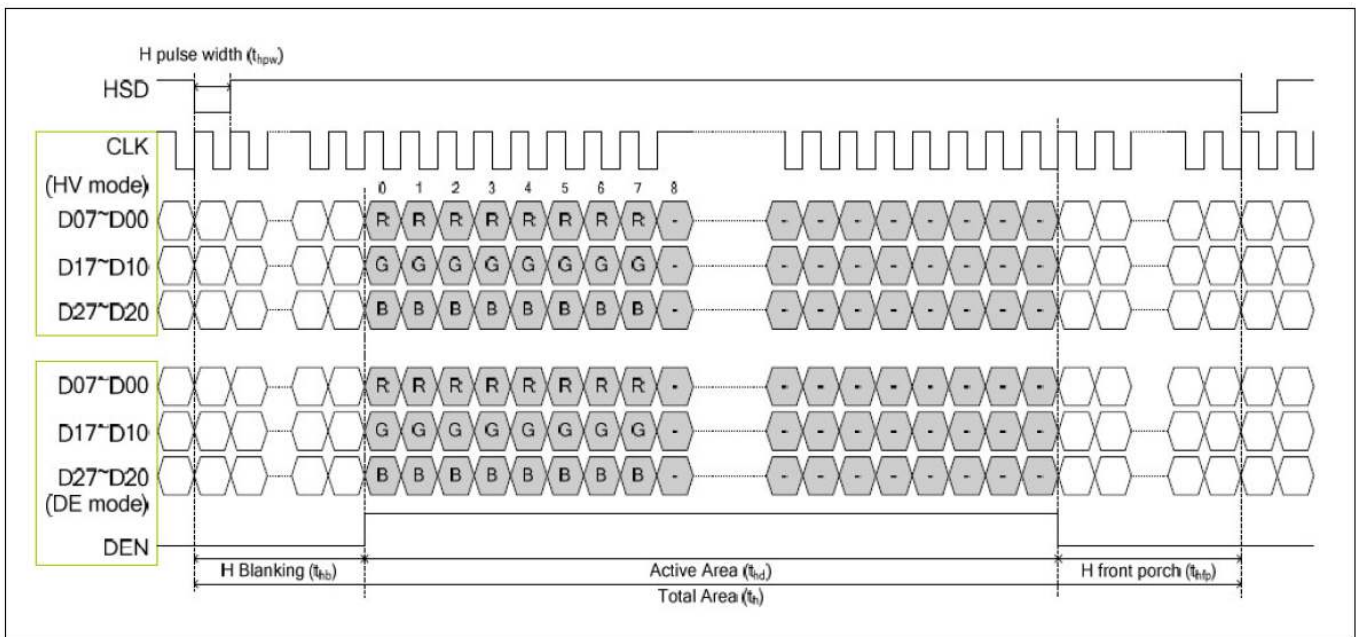 H pulse width (thpw)
HSD
CLK
(HV mode)
0 1 2 3 4 5 6 7 8
D07~D00 R R R R R R R R - - - - - - - - -
D17~D10 G G G G G G G G - - - - - - - - -
D27~D20 B B B B B B B B - - - - - - - - -
D07~D00 R R R R R R R R - - - - - - - - -
D17~D10 G G G G G G G G - - - - - - - - -
D27~D20 B B B B B B B B - - - - - - - - -
(DE mode)
DEN
H Blanking (thb) Active Area (thd) H front porch (thfp)
Total Area (th)